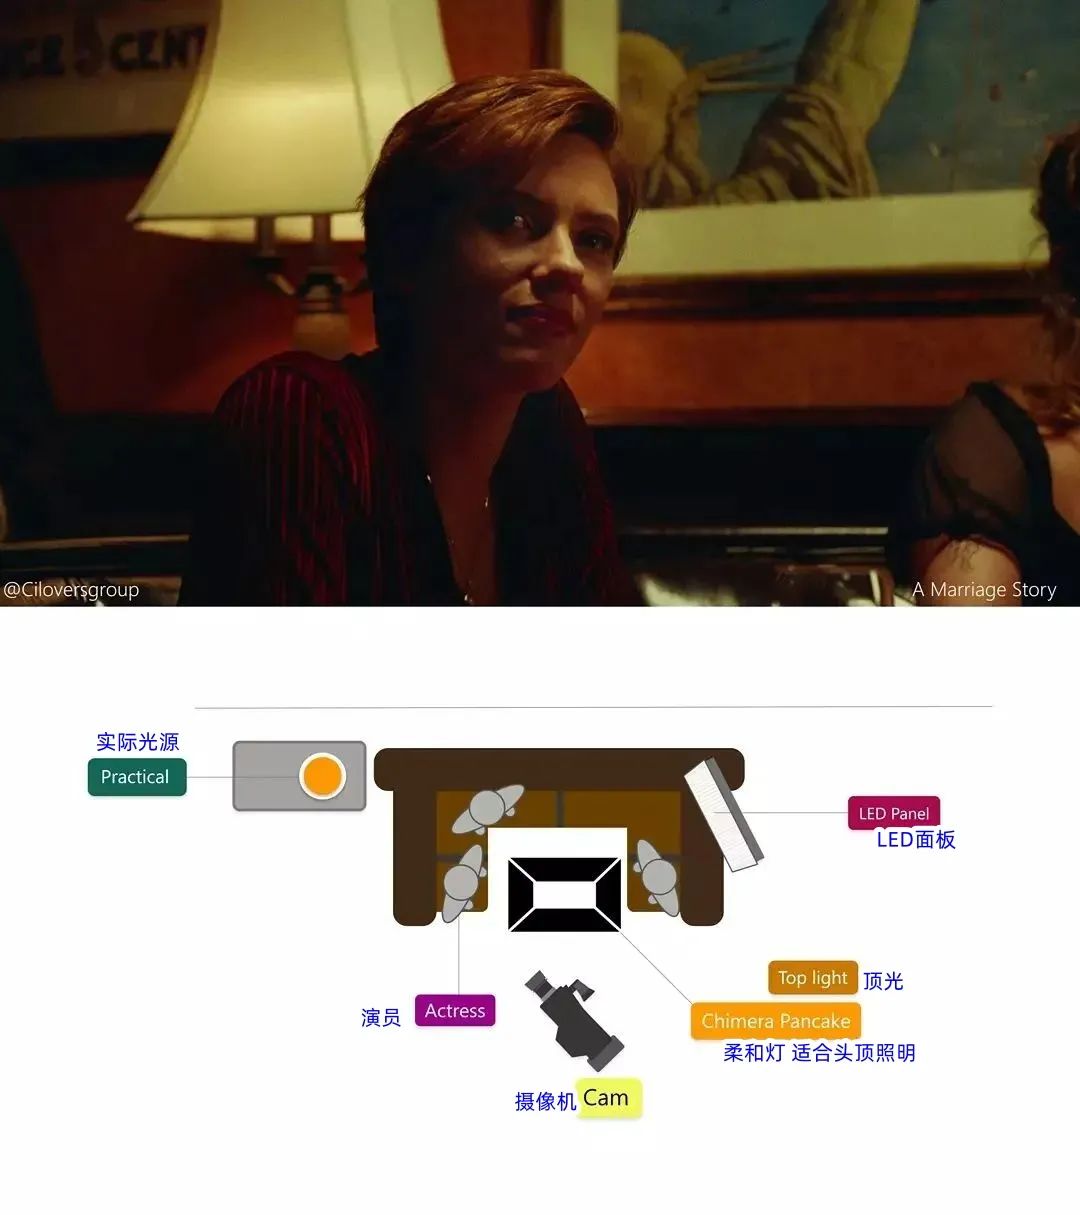 CENT
@Ciloversgroup
A Marriage Story
实际光源
Practical
LED Panel
LED面板
Top light 顶光
演员 Actress
Chimera Pancake
柔和灯 适合头顶照明
摄像机 Cam